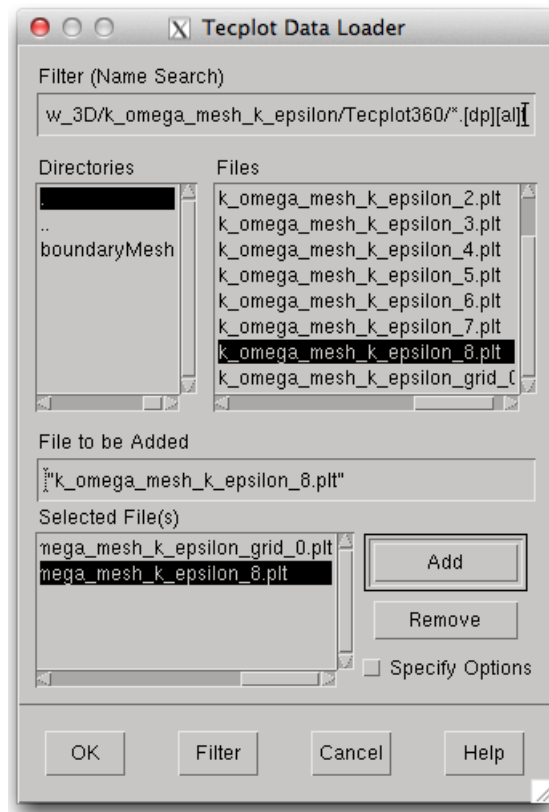 X Tecplot Data Loader
Filter (Name Search)
w_3D/k_omega_mesh_k_epsilon/Tecplot360/*.[dp][al]
Directories
Files
.
..
boundaryMesh
k_omega_mesh_k_epsilon_2.plt
k_omega_mesh_k_epsilon_3.plt
k_omega_mesh_k_epsilon_4.plt
k_omega_mesh_k_epsilon_5.plt
k_omega_mesh_k_epsilon_6.plt
k_omega_mesh_k_epsilon_7.plt
k_omega_mesh_k_epsilon_8.plt
k_omega_mesh_k_epsilon_grid_0
File to be Added
"k_omega_mesh_k_epsilon_8.plt"
Selected File(s)
mega_mesh_k_epsilon_grid_0.plt
mega_mesh_k_epsilon_8.plt
Add
Remove
Specify Options
OK
Filter
Cancel
Help